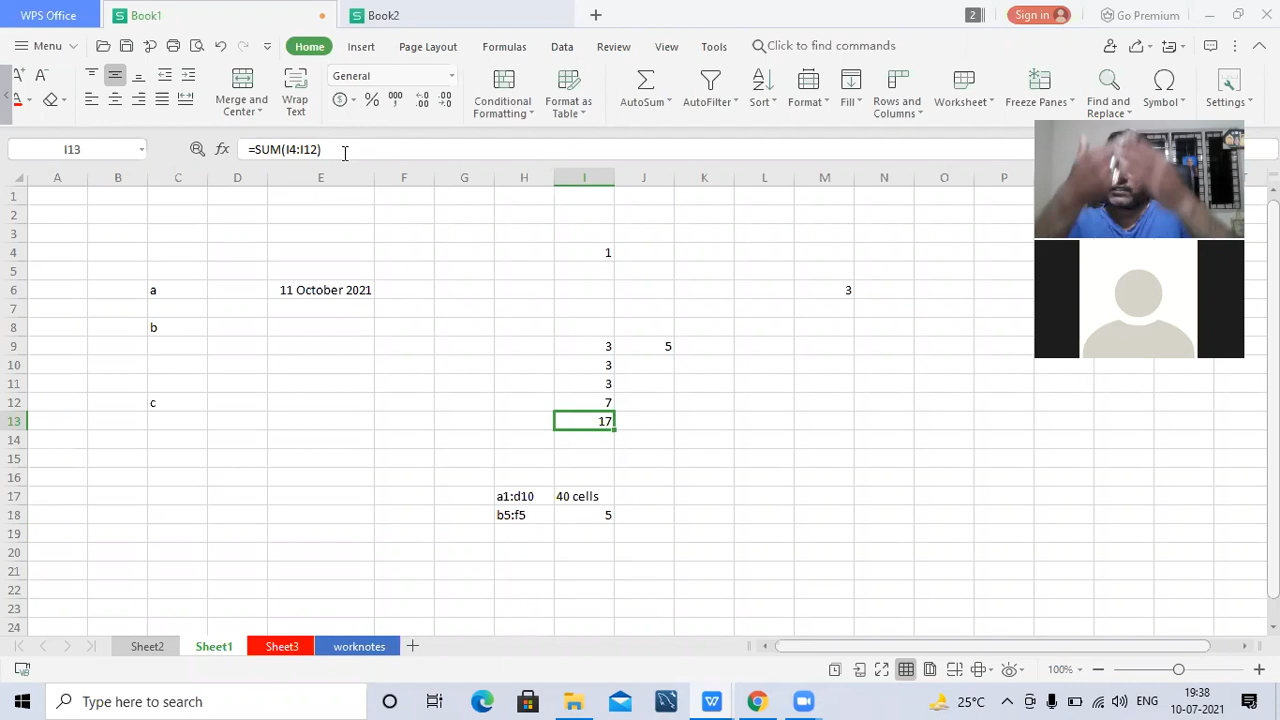 WPS Office Book1 Book2 + 2 Sign in Go Premium
Menu Home Insert Formulas Page Layout Data Review View Tools Click to find commands
A A General Merge and Center Wrap Text Conditional Formatting Format as Table AutoSum AutoFilter Sort Format Fill Rows and Columns Worksheet Freeze Panes Find and Replace Symbol Settings
I13 fx =SUM(I4:I12)
A B C D E F G H I J K L M N O P
1
2
3
4 1
5
6 a 11 October 2021 3
7
8 b
9 3 5
10 3
11 3
12 c 7
13 17
14
15
16
17 a1:d10 40 cells
18 b5:f5 5
19
20
21
22
23
24
Sheet2 Sheet1 Sheet3 worknotes +
100% − +
Type here to search 25°C ENG 19:38
10-07-2021